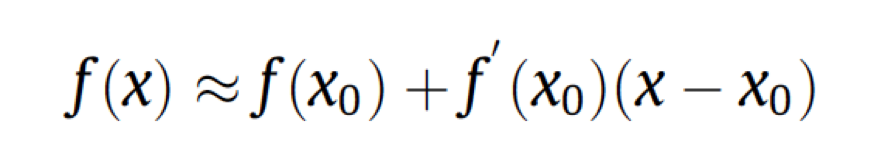 f(x) ≈ f(x₀) + f′(x₀)(x − x₀)